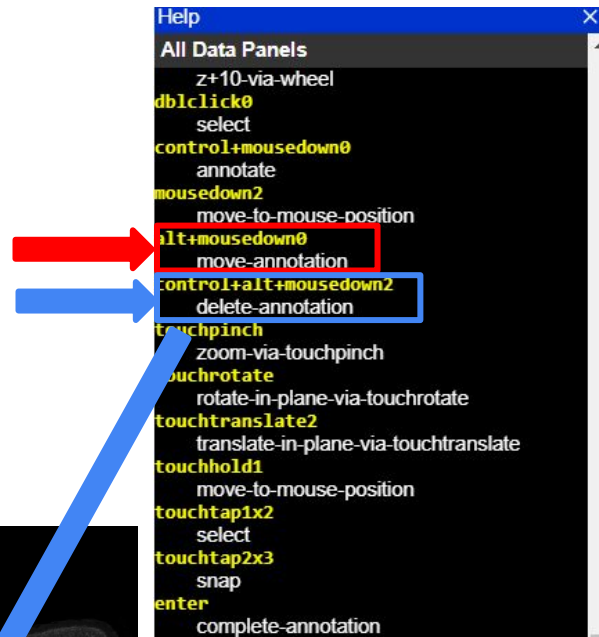 Help
All Data Panels
z+10-via-wheel
dblclick0
select
control+mousedown0
annotate
mousedown2
move-to-mouse-position
alt+mousedown0
move-annotation
control+alt+mousedown2
delete-annotation
touchpinch
zoom-via-touchpinch
touchrotate
rotate-in-plane-via-touchrotate
touchtranslate2
translate-in-plane-via-touchtranslate
touchhold1
move-to-mouse-position
touchtap1x2
select
touchtap2x3
snap
enter
complete-annotation